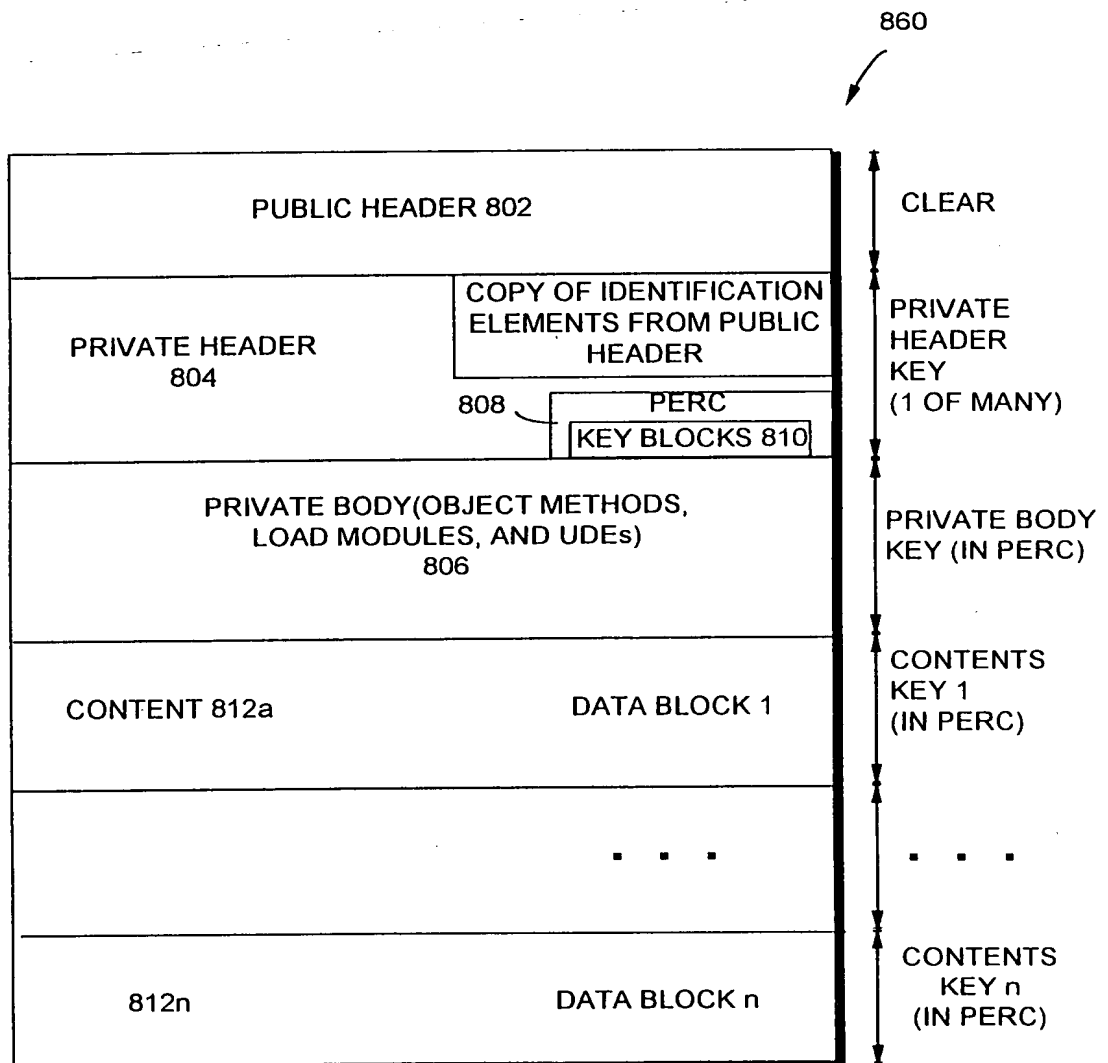 860
PUBLIC HEADER 802
CLEAR
PRIVATE HEADER
804
COPY OF IDENTIFICATION
ELEMENTS FROM PUBLIC
HEADER
808
PERC
KEY BLOCKS 810
PRIVATE
HEADER
KEY
(1 OF MANY)
PRIVATE BODY(OBJECT METHODS,
LOAD MODULES, AND UDEs)
806
PRIVATE BODY
KEY (IN PERC)
CONTENT 812a
DATA BLOCK 1
CONTENTS
KEY 1
(IN PERC)
. . .
. . .
812n
DATA BLOCK n
CONTENTS
KEY n
(IN PERC)